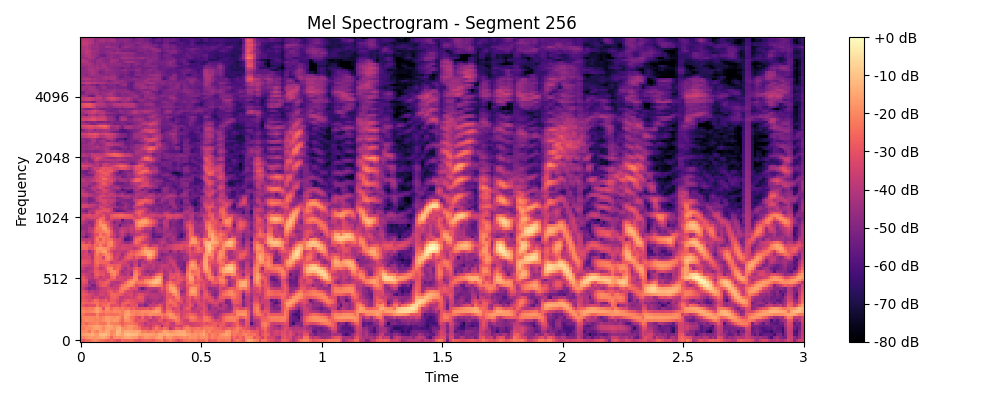 Mel Spectrogram - Segment 256
+0 dB
-10 dB
-20 dB
-30 dB
-40 dB
-50 dB
-60 dB
-70 dB
-80 dB
Frequency
4096
2048
1024
512
0
0
0.5
1
1.5
2
2.5
3
Time